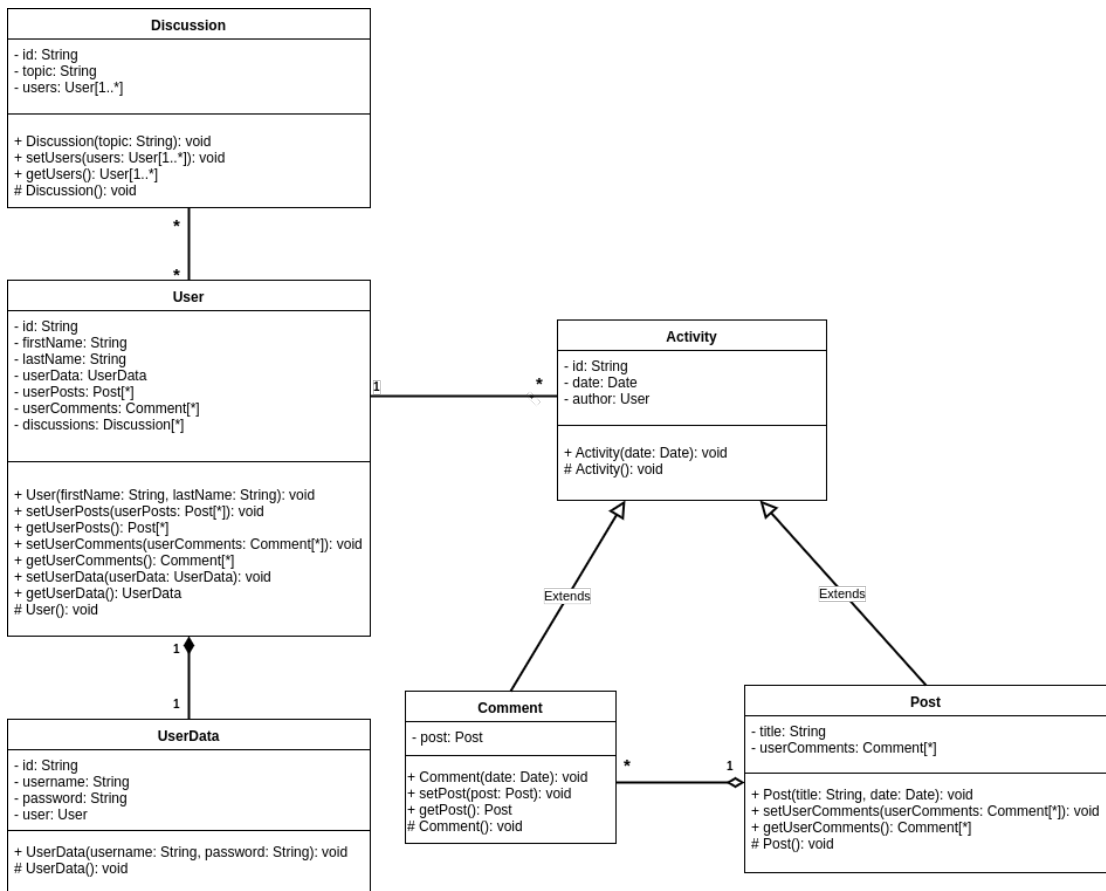 Discussion
- id: String
- topic: String
- users: User[1..*]
+ Discussion(topic: String): void
+ setUsers(users: User[1..*]): void
+ getUsers(): User[1..*]
# Discussion(): void
*
*
User
- id: String
- firstName: String
- lastName: String
- userData: UserData
- userPosts: Post[*]
- userComments: Comment[*]
- discussions: Discussion[*]
+ User(firstName: String, lastName: String): void
+ setUserPosts(userPosts: Post[*]): void
+ getUserPosts(): Post[*]
+ setUserComments(userComments: Comment[*]): void
+ getUserComments(): Comment[*]
+ setUserData(userData: UserData): void
+ getUserData(): UserData
# User(): void
1
*
Activity
- id: String
- date: Date
- author: User
+ Activity(date: Date): void
# Activity(): void
Extends
Extends
1
1
UserData
- id: String
- username: String
- password: String
- user: User
+ UserData(username: String, password: String): void
# UserData(): void
Comment
- post: Post
+ Comment(date: Date): void
+ setPost(post: Post): void
+ getPost(): Post
# Comment(): void
*
1
Post
- title: String
- userComments: Comment[*]
+ Post(title: String, date: Date): void
+ setUserComments(userComments: Comment[*]): void
+ getUserComments(): Comment[*]
# Post(): void